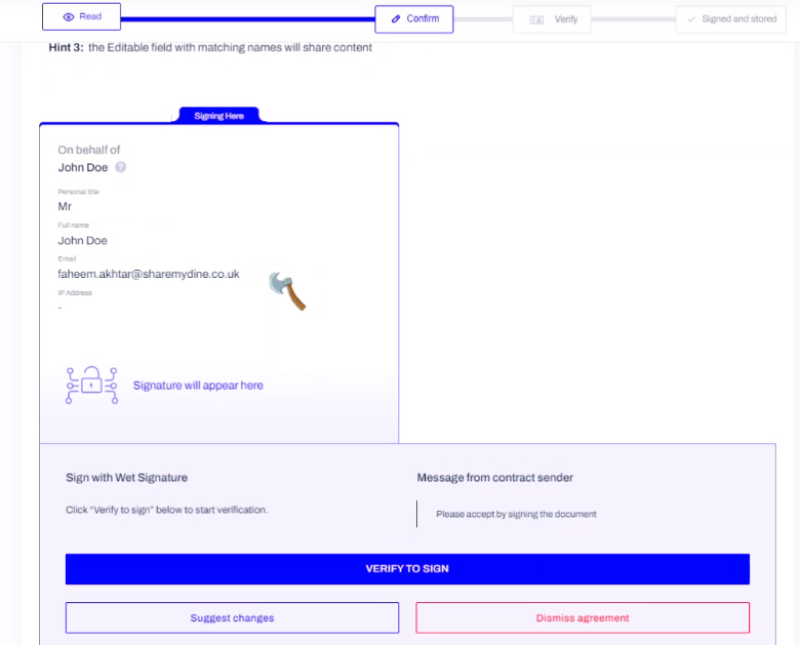 Read
Confirm
Verify
Signed and stored
Hint 3: the Editable field with matching names will share content
Signing Here
On behalf of
John Doe
Personal title
Mr
Full name
John Doe
Email
faheem.akhtar@sharemydine.co.uk
IP Address
-
Signature will appear here
Sign with Wet Signature
Click “Verify to sign” below to start verification.
Message from contract sender
Please accept by signing the document
VERIFY TO SIGN
Suggest changes
Dismiss agreement